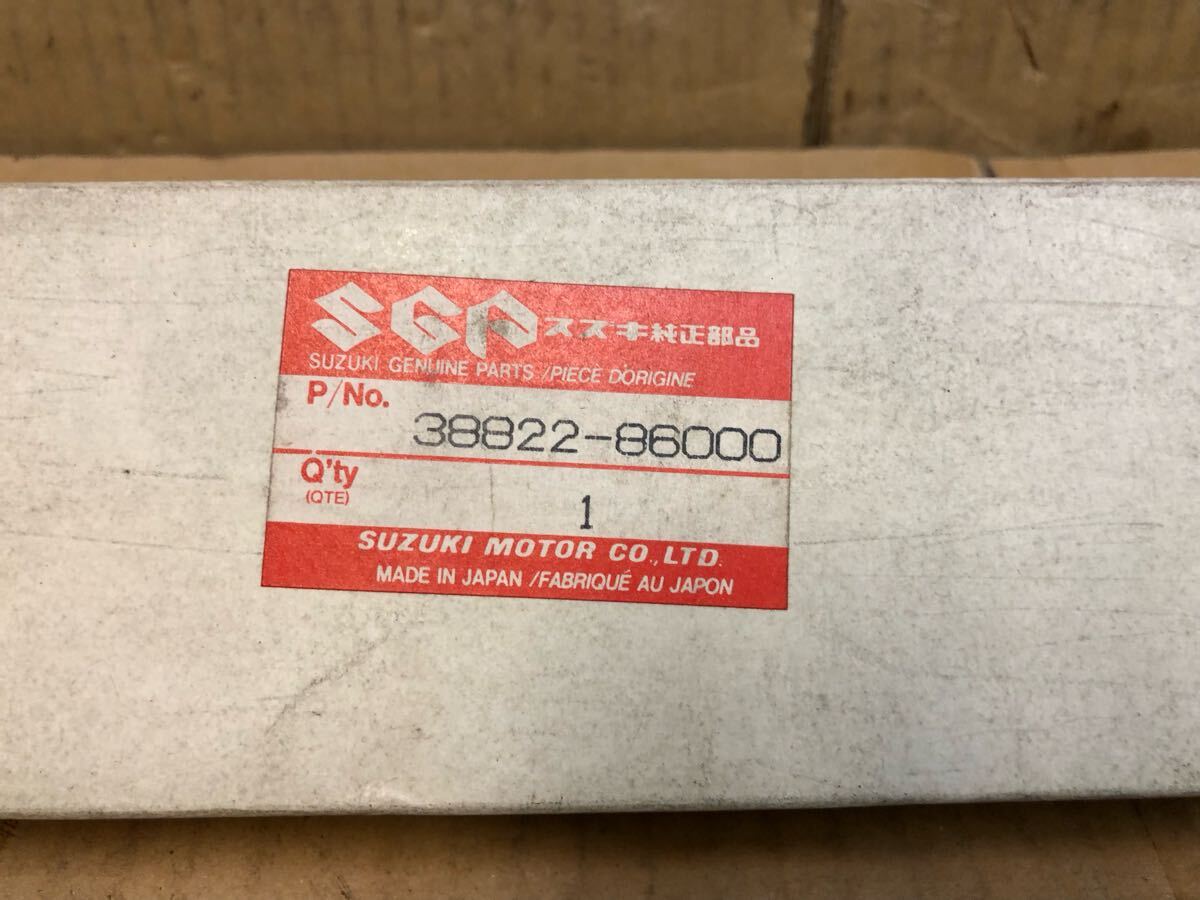 SGP スズキ純正部品
SUZUKI GENUINE PARTS /PIECE D'ORIGINE
P/No.
38822-86000
Q'ty
(QTE)
1
SUZUKI MOTOR CO.,LTD.
MADE IN JAPAN /FABRIQUÉ AU JAPON